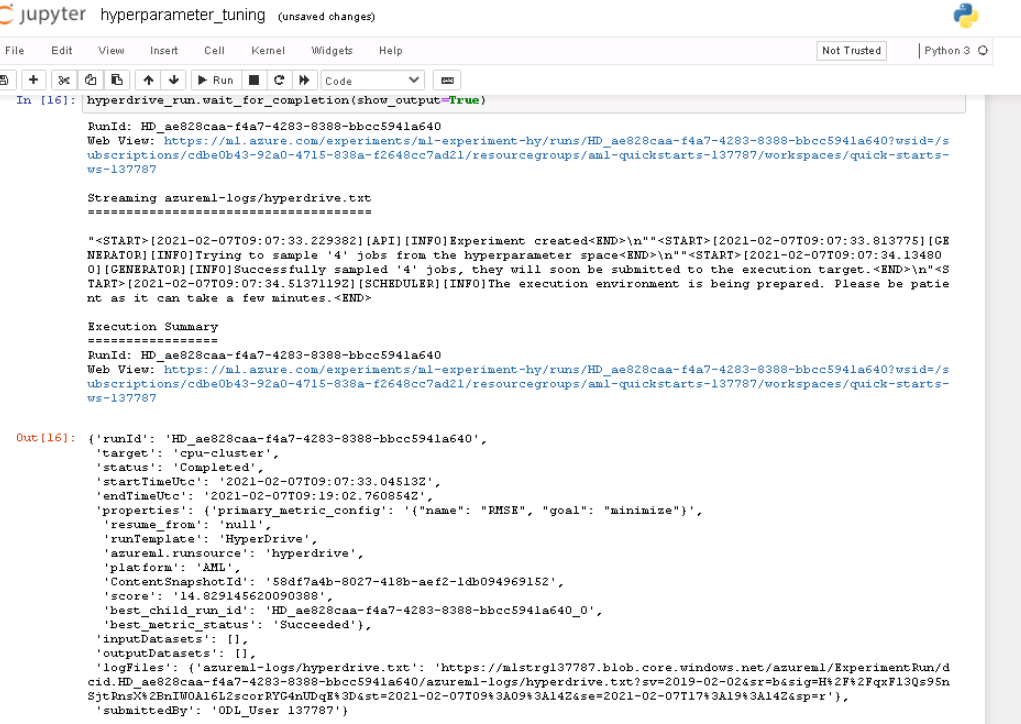 jupyter hyperparameter_tuning (unsaved changes)
File Edit View Insert Cell Kernel Widgets Help Not Trusted Python 3
Run Code
In [16]: hyperdrive_run.wait_for_completion(show_output=True)
RunId: HD_ae828caa-f4a7-4283-8388-bbcc5941a640
Web View: https://ml.azure.com/experiments/ml-experiment-hy/runs/HD_ae828caa-f4a7-4283-8388-bbcc5941a640?wsid=/s
ubscriptions/cdbe0b43-92a0-4715-838a-f2648cc7ad21/resourcegroups/aml-quickstarts-137787/workspaces/quick-starts-
ws-137787
Streaming azureml-logs/hyperdrive.txt
=====================================
"<START>[2021-02-07T09:07:33.229382][API][INFO]Experiment created<END>\n""<START>[2021-02-07T09:07:33.813775][GE
NERATOR][INFO]Trying to sample '4' jobs from the hyperparameter space<END>\n""<START>[2021-02-07T09:07:34.13480
0][GENERATOR][INFO]Successfully sampled '4' jobs, they will soon be submitted to the execution target.<END>\n"<S
TART>[2021-02-07T09:07:34.5137119Z][SCHEDULER][INFO]The execution environment is being prepared. Please be patie
nt as it can take a few minutes.<END>
Execution Summary
=================
RunId: HD_ae828caa-f4a7-4283-8388-bbcc5941a640
Web View: https://ml.azure.com/experiments/ml-experiment-hy/runs/HD_ae828caa-f4a7-4283-8388-bbcc5941a640?wsid=/s
ubscriptions/cdbe0b43-92a0-4715-838a-f2648cc7ad21/resourcegroups/aml-quickstarts-137787/workspaces/quick-starts-
ws-137787
Out[16]: {'runId': 'HD_ae828caa-f4a7-4283-8388-bbcc5941a640',
'target': 'cpu-cluster',
'status': 'Completed',
'startTimeUtc': '2021-02-07T09:07:33.04513Z',
'endTimeUtc': '2021-02-07T09:19:02.760854Z',
'properties': {'primary_metric_config': '{"name": "RMSE", "goal": "minimize"}',
'resume_from': 'null',
'runTemplate': 'HyperDrive',
'azureml.runsource': 'hyperdrive',
'platform': 'AML',
'ContentSnapshotId': '58df7a4b-8027-418b-aef2-1db094969152',
'score': '14.829145620090388',
'best_child_run_id': 'HD_ae828caa-f4a7-4283-8388-bbcc5941a640_0',
'best_metric_status': 'Succeeded'},
'inputDatasets': [],
'outputDatasets': [],
'logFiles': {'azureml-logs/hyperdrive.txt': 'https://mlstrg137787.blob.core.windows.net/azureml/ExperimentRun/d
cid.HD_ae828caa-f4a7-4283-8388-bbcc5941a640/azureml-logs/hyperdrive.txt?sv=2019-02-02&sr=b&sig=H%2F%2FqxF13Qs95n
SjtRnsX%2BnIWOA16L2scorRYG4nUDqE%3D&st=2021-02-07T09%3A09%3A14Z&se=2021-02-07T17%3A19%3A14Z&sp=r'},
'submittedBy': 'ODL_User 137787'}